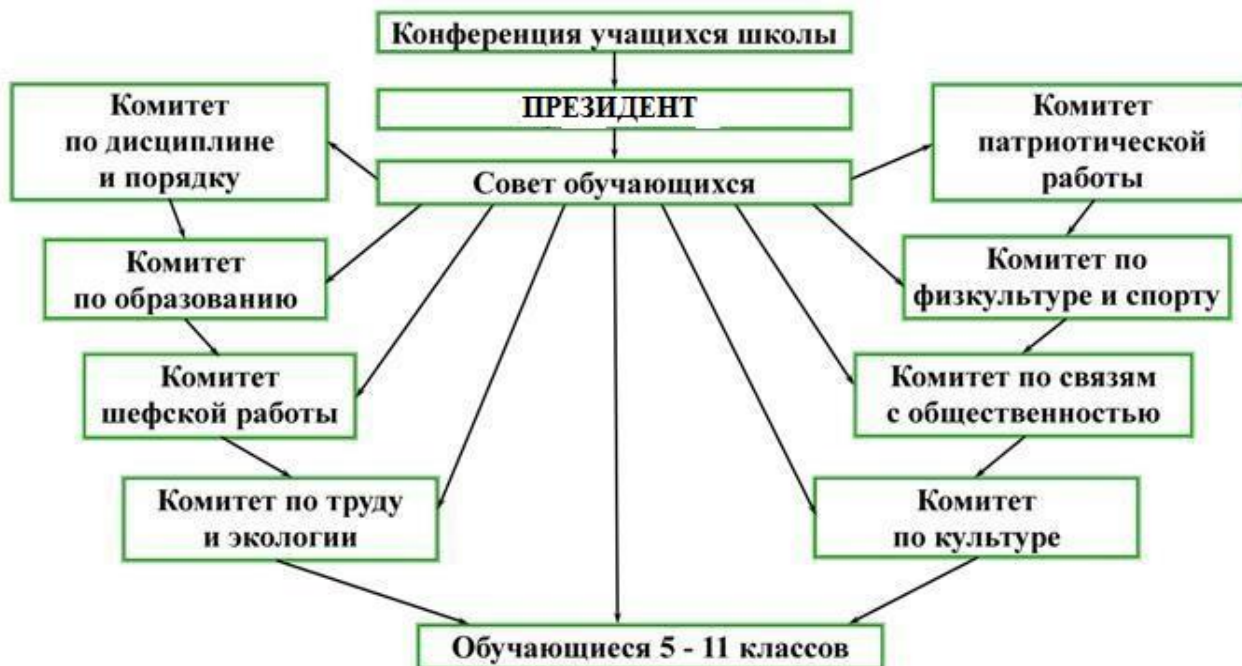 Конференция учащихся школы
ПРЕЗИДЕНТ
Совет обучающихся
Комитет
по дисциплине
и порядку
Комитет
по образованию
Комитет
шефской работы
Комитет по труду
и экологии
Комитет
патриотической
работы
Комитет по
физкультуре и спорту
Комитет по связям
с общественностью
Комитет
по культуре
Обучающиеся 5 - 11 классов